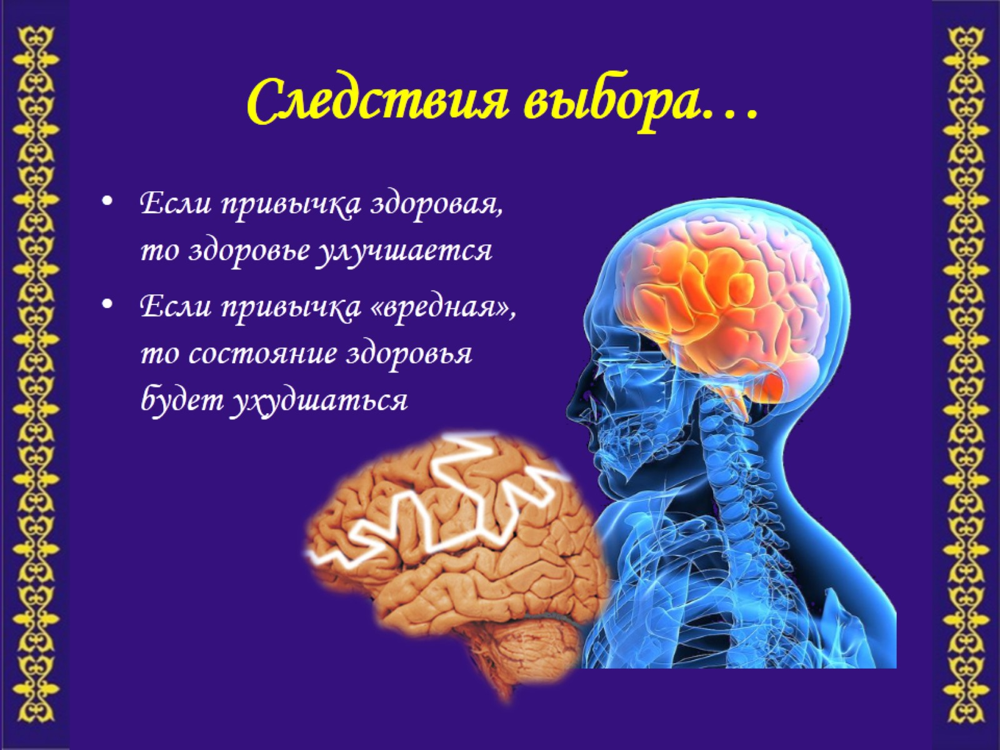 Следствия выбора…
• Если привычка здоровая,
то здоровье улучшается
• Если привычка «вредная»,
то состояние здоровья
будет ухудшаться